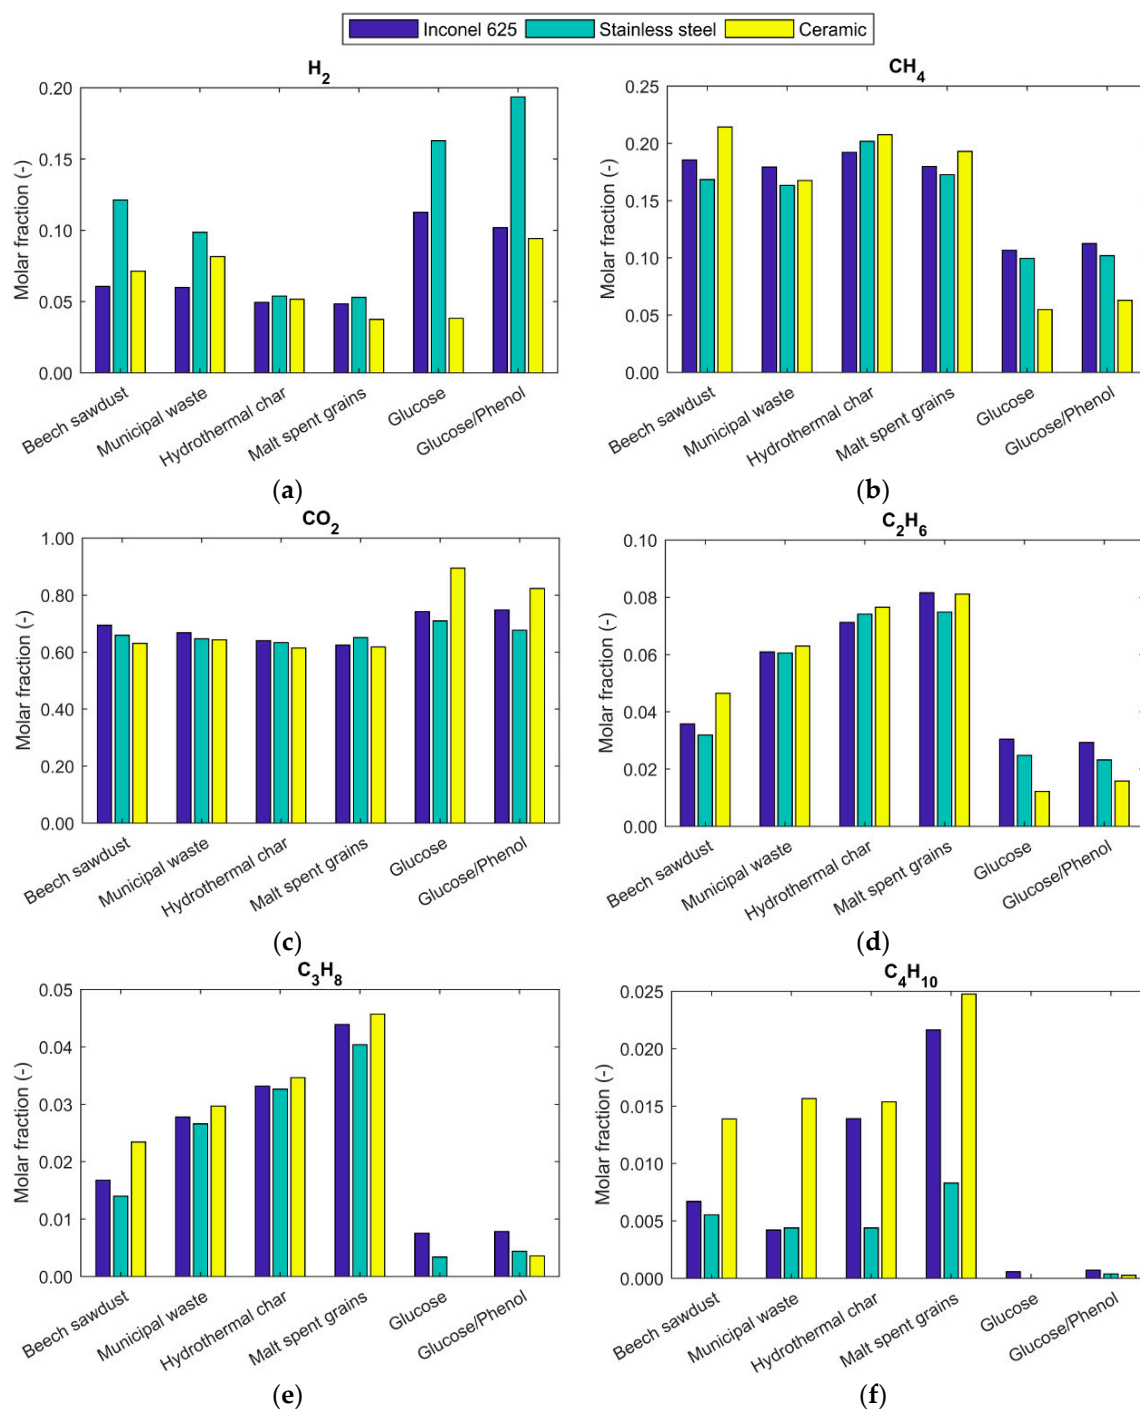 Inconel 625 Stainless steel Ceramic
H2
Molar fraction (-)
0.20
0.15
0.10
0.05
0.00
Beech sawdust
Municipal waste
Hydrothermal char
Malt spent grains
Glucose
Glucose/Phenol
(a)
CH4
Molar fraction (-)
0.25
0.20
0.15
0.10
0.05
0.00
Beech sawdust
Municipal waste
Hydrothermal char
Malt spent grains
Glucose
Glucose/Phenol
(b)
CO2
Molar fraction (-)
1.00
0.80
0.60
0.40
0.20
0.00
Beech sawdust
Municipal waste
Hydrothermal char
Malt spent grains
Glucose
Glucose/Phenol
(c)
C2H6
Molar fraction (-)
0.10
0.08
0.06
0.04
0.02
0.00
Beech sawdust
Municipal waste
Hydrothermal char
Malt spent grains
Glucose
Glucose/Phenol
(d)
C3H8
Molar fraction (-)
0.05
0.04
0.03
0.02
0.01
0.00
Beech sawdust
Municipal waste
Hydrothermal char
Malt spent grains
Glucose
Glucose/Phenol
(e)
C4H10
Molar fraction (-)
0.025
0.020
0.015
0.010
0.005
0.000
Beech sawdust
Municipal waste
Hydrothermal char
Malt spent grains
Glucose
Glucose/Phenol
(f)